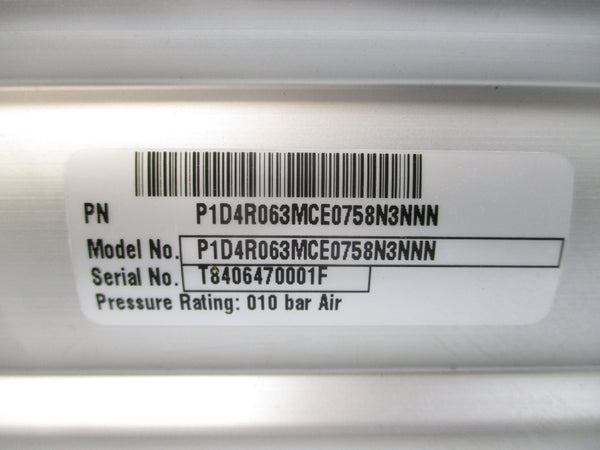 PN P1D4R063MCE0758N3NNN
Model No. P1D4R063MCE0758N3NNN
Serial No. T8406470001F
Pressure Rating: 010 bar Air